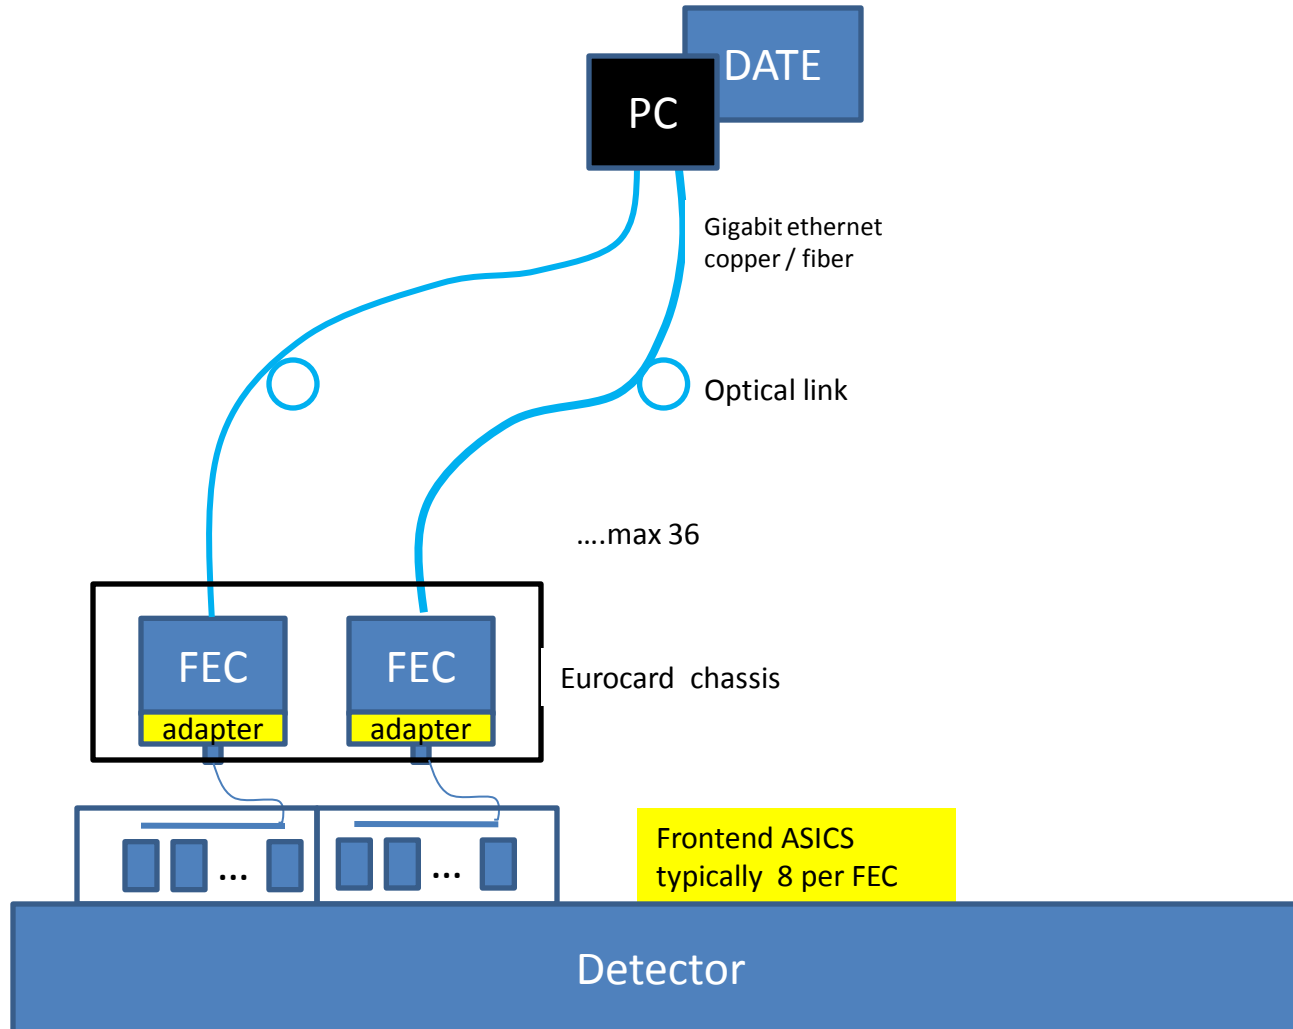 DATE
PC
Gigabit ethernet
copper / fiber
Optical link
....max 36
FEC
FEC
Eurocard chassis
adapter
adapter
...
...
Frontend ASICS
typically 8 per FEC
Detector